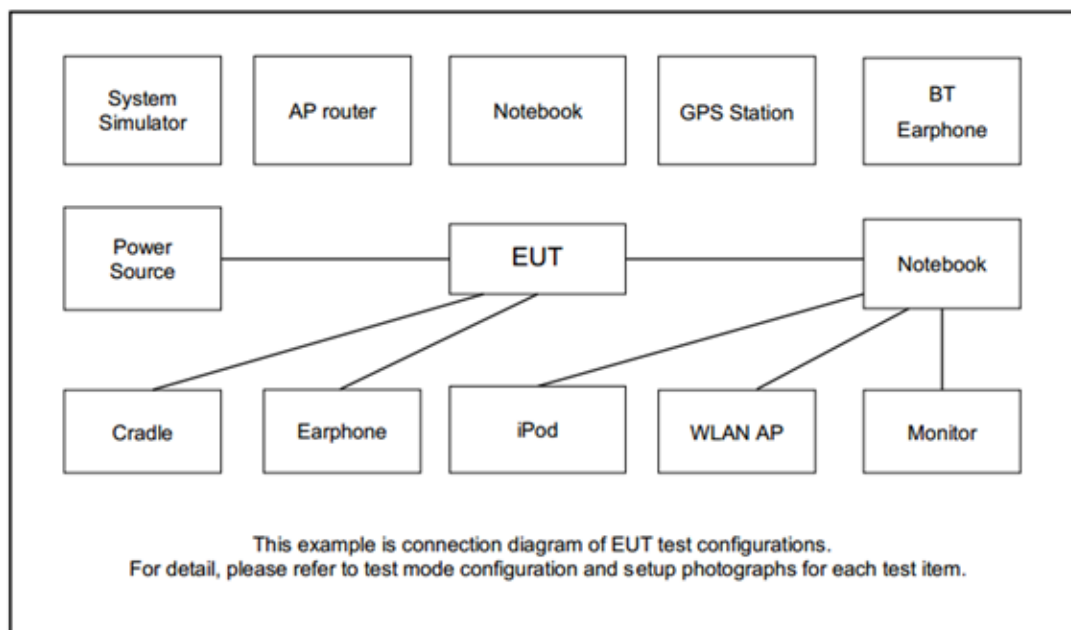 System
Simulator
AP router
Notebook
GPS Station
BT
Earphone
Power
Source
EUT
Notebook
Cradle
Earphone
iPod
WLAN AP
Monitor
This example is connection diagram of EUT test configurations.
For detail, please refer to test mode configuration and setup photographs for each test item.